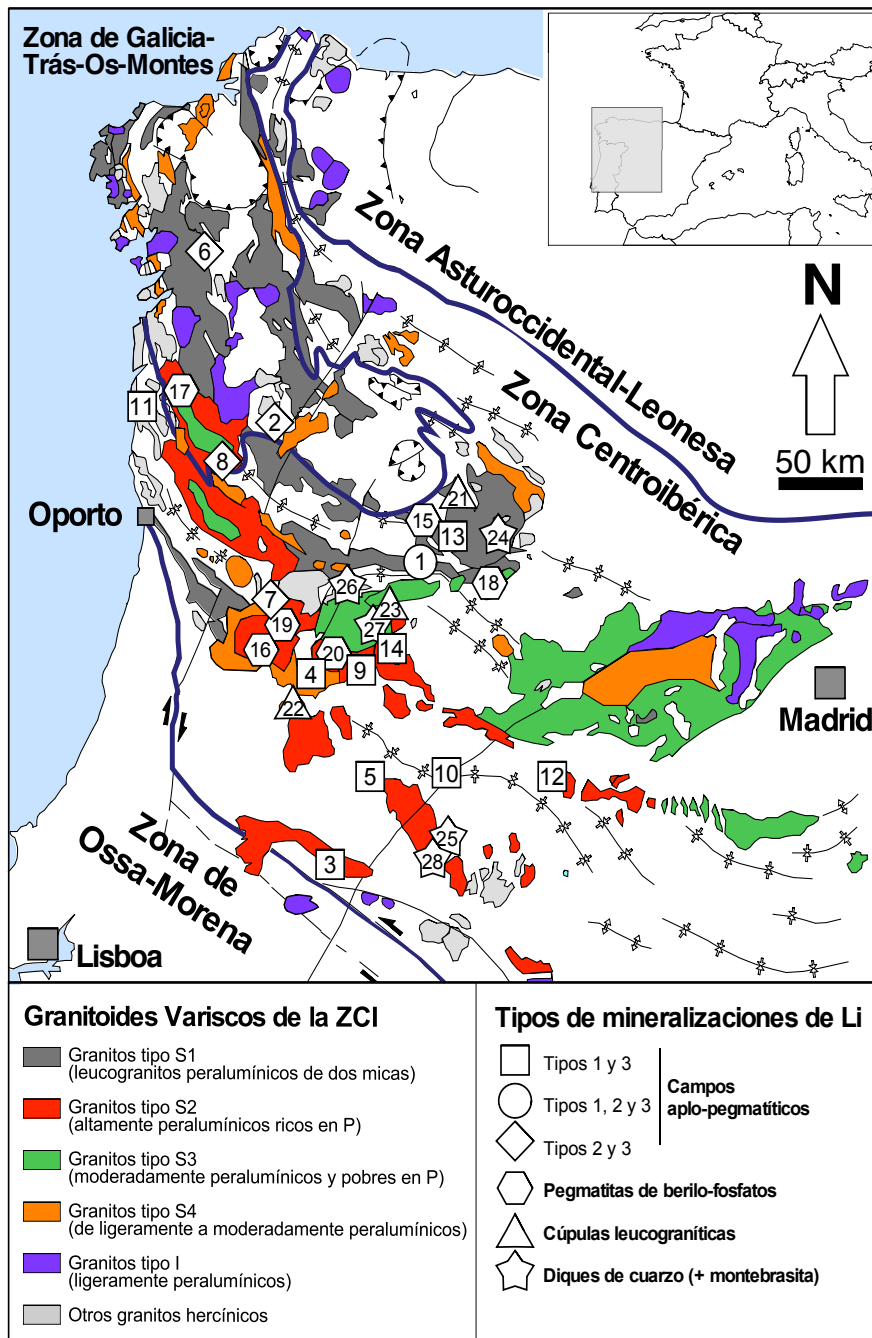 Zona de Galicia-
Trás-Os-Montes
Zona Asturoccidental-Leonesa
Zona Centroibérica
N
50 km
6
17
11
2
8
Oporto
21
15
13
24
1
18
26
7
23
27
19
14
16
20
9
4
22
Madrid
5
10
12
25
28
3
Zona de
Ossa-Morena
Lisboa
Granitoides Variscos de la ZCI
Granitos tipo S1
(leucogranitos peralumínicos de dos micas)
Granitos tipo S2
(altamente peralumínicos ricos en P)
Granitos tipo S3
(moderadamente peralumínicos y pobres en P)
Granitos tipo S4
(de ligeramente a moderadamente peralumínicos)
Granitos tipo I
(ligeramente peralumínicos)
Otros granitos hercínicos
Tipos de mineralizaciones de Li
Tipos 1 y 3
Tipos 1, 2 y 3
Tipos 2 y 3
Campos
aplo-pegmatíticos
Pegmatitas de berilo-fosfatos
Cúpulas leucograníticas
Diques de cuarzo (+ montebrasita)